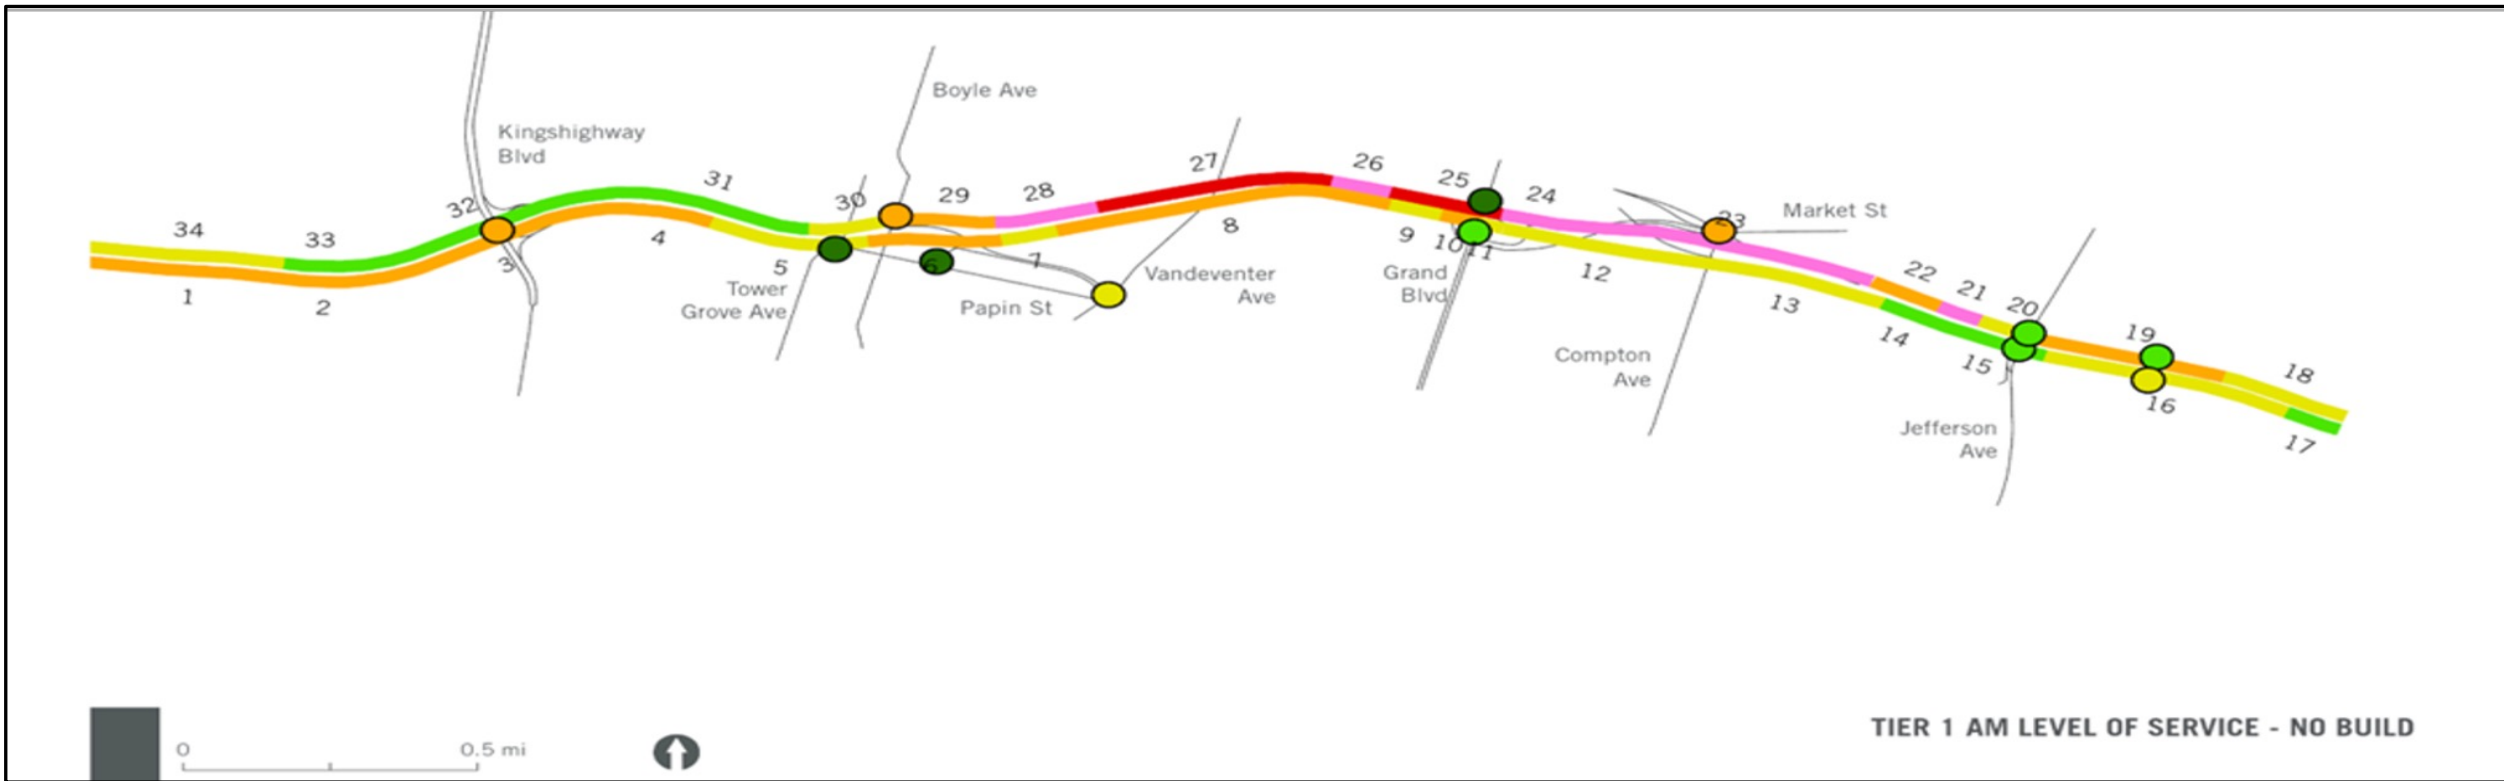 Boyle Ave
Kingshighway
Blvd
27
26
25
24
31
30
29
28
32
34
33
23
Market St
3
4
5
6
7
8
9
10
11
12
1
2
Tower
Grove Ave
Papin St
Vandeventer
Ave
Grand
Blvd
13
22
21
20
19
18
14
15
16
17
Compton
Ave
Jefferson
Ave
TIER 1 AM LEVEL OF SERVICE - NO BUILD
0
0.5 mi